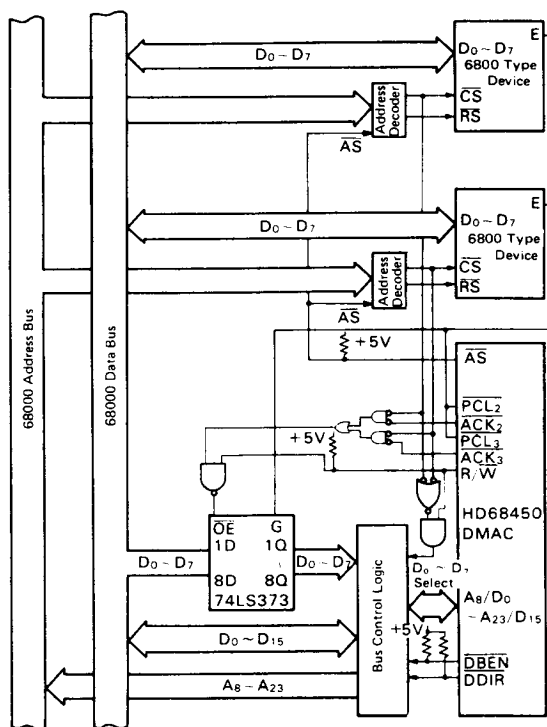 D0~D7
E
D0~D7
6800 Type
Device
CS
RS
Address
Decoder
AS
D0~D7
E
D0~D7
6800 Type
Device
CS
RS
Address
Decoder
AS
68000 Address Bus
68000 Data Bus
+5V
AS
PCL2
ACK2
PCL3
ACK3
R/W
HD68450
DMAC
+5V
OE G
1D 1Q
8D 8Q
74LS373
D0~D7
D0~D7
Bus Control Logic
D0~D7
Select
A8/D0
~A23/D15
+5V
DBEN
DDIR
D0~D15
A8~A23